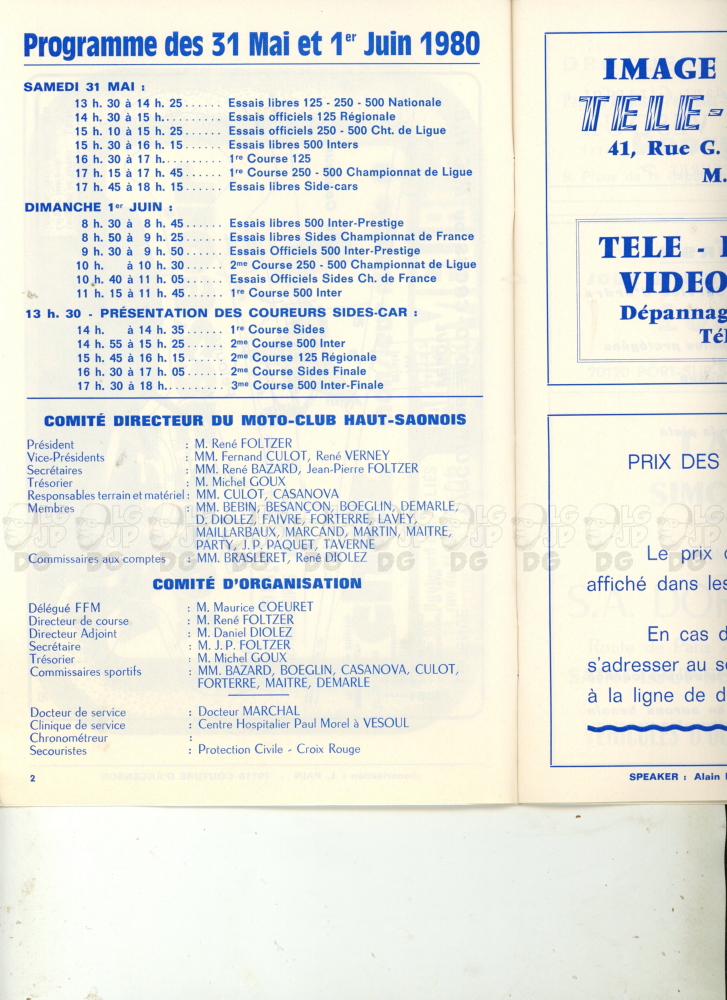 Programme des 31 Mai et 1er Juin 1980
SAMEDI 31 MAI :
13 h. 30 à 14 h. 25 ...... Essais libres 125 - 250 - 500 Nationale
14 h. 30 à 15 h. ......... Essais officiels 125 Régionale
15 h. 10 à 15 h. 25 ...... Essais officiels 250 - 500 Cht. de Ligue
15 h. 30 à 16 h. 15 ...... Essais libres 500 Inters
16 h. 30 à 17 h. ......... 1re Course 125
17 h. 15 à 17 h. 45 ...... 1re Course 250 - 500 Championnat de Ligue
17 h. 45 à 18 h. 15 ...... Essais libres Side-cars
DIMANCHE 1er JUIN :
8 h. 30 à 8 h. 45 ...... Essais libres 500 Inter-Prestige
8 h. 50 à 9 h. 25 ...... Essais libres Sides Championnat de France
9 h. 30 à 9 h. 50 ...... Essais Officiels 500 Inter-Prestige
10 h. à 10 h. 30 ...... 2me Course 250 - 500 Championnat de Ligue
10 h. 40 à 11 h. 05 ...... Essais Officiels Sides Ch. de France
11 h. 15 à 11 h. 45 ...... 1re Course 500 Inter
13 h. 30 - PRÉSENTATION DES COUREURS SIDES-CAR :
14 h. à 14 h. 35 ...... 1re Course Sides
14 h. 55 à 15 h. 25 ...... 2me Course 500 Inter
15 h. 45 à 16 h. 15 ...... 2me Course 125 Régionale
16 h. 30 à 17 h. 05 ...... 2me Course Sides Finale
17 h. 30 à 18 h. ......... 3me Course 500 Inter-Finale
COMITÉ DIRECTEUR DU MOTO-CLUB HAUT-SAONOIS
Président : M. René FOLTZER
Vice-Présidents : MM. Fernand CULOT, René VERNEY
Secrétaires : MM. René BAZARD, Jean-Pierre FOLTZER
Trésorier : M. Michel GOUX
Responsables terrain et matériel : MM. CULOT, CASANOVA
Membres : MM. BEBIN, BESANÇON, BOEGLIN, DEMARLE,
D. DIOLEZ, FAIVRE, FORTERRE, LAVEY,
MAILLARBAUX, MARCAND, MARTIN, MAITRE,
PARTY, J. P. PAQUET, TAVERNE
Commissaires aux comptes : MM. BRASLERET, René DIOLEZ
COMITÉ D'ORGANISATION
Délégué FFM : M. Maurice COEURET
Directeur de course : M. René FOLTZER
Directeur Adjoint : M. Daniel DIOLEZ
Secrétaire : M. J. P. FOLTZER
Trésorier : M. Michel GOUX
Commissaires sportifs : MM. BAZARD, BOEGLIN, CASANOVA, CULOT,
FORTERRE, MAITRE, DEMARLE
Docteur de service : Docteur MARCHAL
Clinique de service : Centre Hospitalier Paul Morel à VESOUL
Chronométreur :
Secouristes : Protection Civile - Croix Rouge
2
IMAGE
TELE-
41, Rue G.
M.
TELE -
VIDEO
Dépannag
Tél
PRIX DES
Le prix
affiché dans les
En cas d
s'adresser au se
à la ligne de d
SPEAKER : Alain
LG JP DG